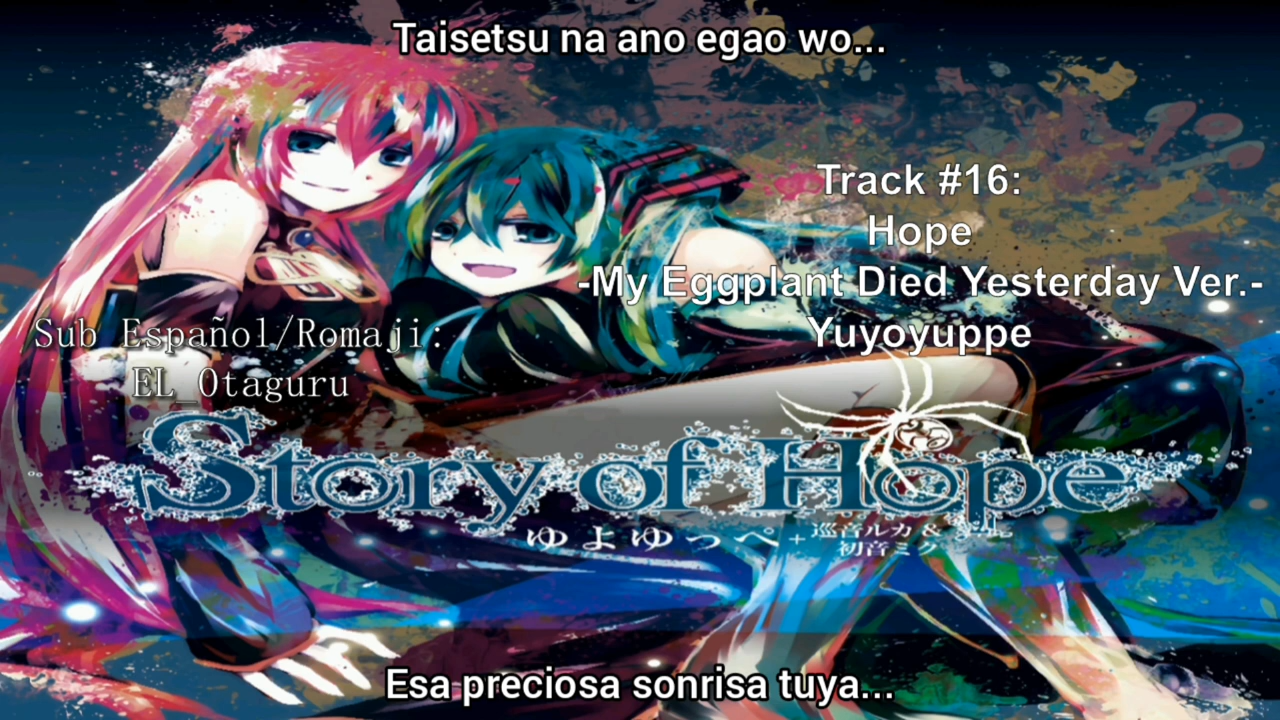 Taisetsu na ano egao wo...
Track #16:
Hope
-My Eggplant Died Yesterday Ver.-
Yuyoyuppe
Sub Español/Romaji:
EL_Otaguru
Story of Hope
ゆよゆっぺ+巡音ルカ&
初音ミク
Esa preciosa sonrisa tuya...